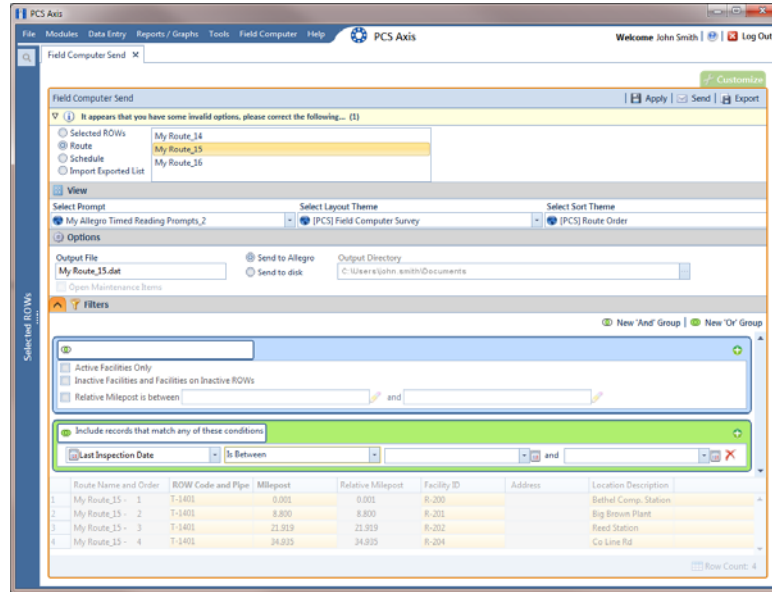 PCS Axis
File Modules Data Entry Reports / Graphs Tools Field Computer Help PCS Axis Welcome John Smith | | Log Out
Field Computer Send
Customize
Field Computer Send | Apply | Send | Export
It appears that you have some invalid options, please correct the following... (1)
Selected ROWs
Route
Schedule
Import Exported List
My Route_14
My Route_15
My Route_16
View
Select Prompt Select Layout Theme Select Sort Theme
My Allegro Timed Reading Prompts_2 [PCS] Field Computer Survey [PCS] Route Order
Options
Output File Send to Allegro Output Directory
My Route_15.dat Send to disk C:\Users\john.smith\Documents
Open Maintenance Items
Filters
Selected ROWs
New 'And' Group | New 'Or' Group
Active Facilities Only
Inactive Facilities and Facilities on Inactive ROWs
Relative Milepost is between and
Include records that match any of these conditions
Last Inspection Date Is Between and
Route Name and Order ROW Code and Pipe Milepost Relative Milepost Facility ID Address Location Description
1 My Route_15 - 1 T-1401 0.001 0.001 R-200 Bethel Comp. Station
2 My Route_15 - 2 T-1401 8.800 8.800 R-201 Big Brown Plant
3 My Route_15 - 3 T-1401 21.919 21.919 R-202 Reed Station
4 My Route_15 - 4 T-1401 34.935 34.935 R-204 Co Line Rd
Row Count: 4